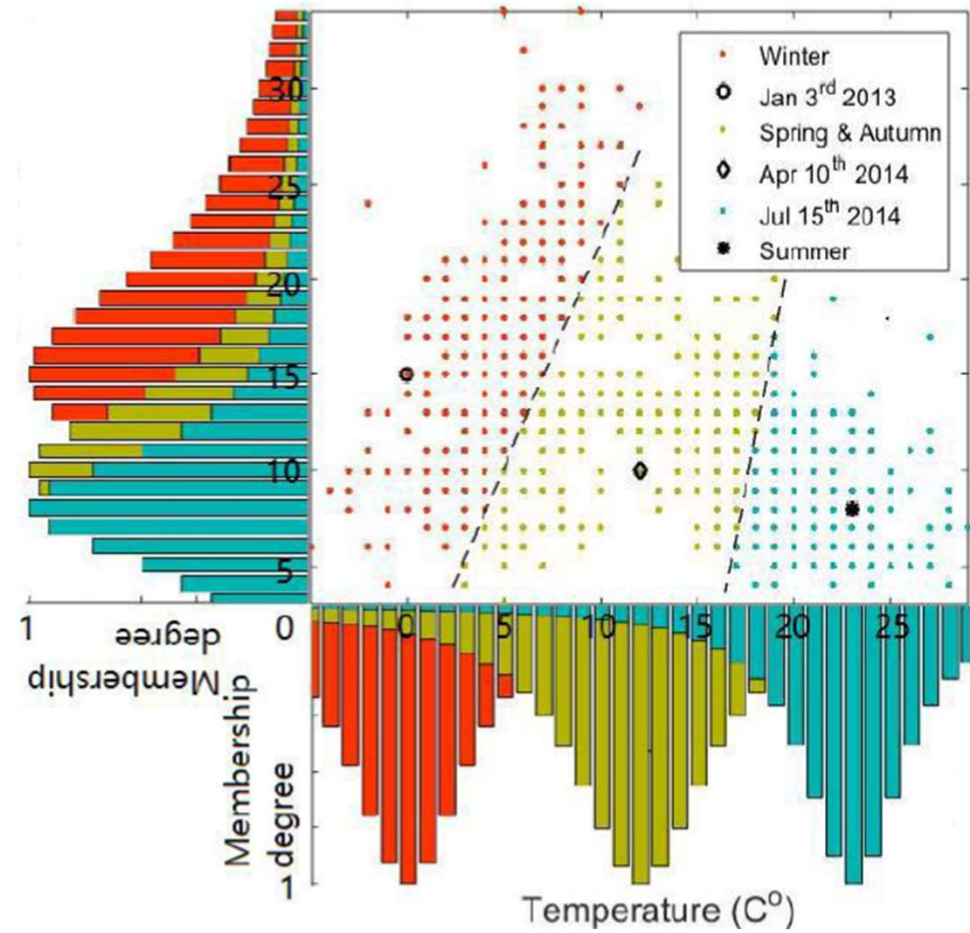 Winter
Jan 3rd 2013
Spring & Autumn
Apr 10th 2014
Jul 15th 2014
Summer
30
25
20
15
10
5
1
0
degree
Membership
0 5 10 15 20 25
Membership
degree
1
Temperature (C°)